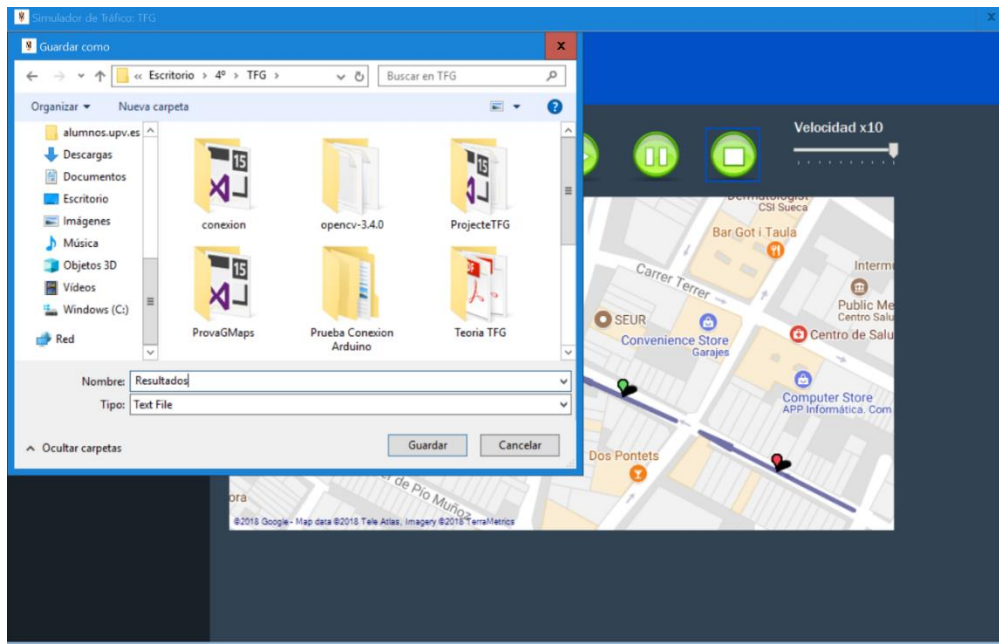 Simulador de Tráfico: TFG
x
Guardar como
x
« Escritorio > 4º > TFG >
Buscar en TFG
Organizar
Nueva carpeta
?
alumnos.upv.es
Descargas
Documentos
Escritorio
Imágenes
Música
Objetos 3D
Vídeos
Windows (C:)
Red
15
conexion
opencv-3.4.0
15
ProjecteTFG
15
ProvaGMaps
Prueba Conexion
Arduino
Teoria TFG
Nombre: Resultados
Tipo: Text File
Ocultar carpetas
Guardar
Cancelar
Velocidad x10
CSI Sueca
Bar Got i Taula
Carrer Terrer
Interm
Public Me
Centro Salu
SEUR
Convenience Store
Garajes
Centro de Salu
Computer Store
APP Informática. Com
Dos Pontets
r de Pío Muñoz
ora
©2018 Google - Map data ©2018 Tele Atlas, Imagery ©2018 TerraMetrics